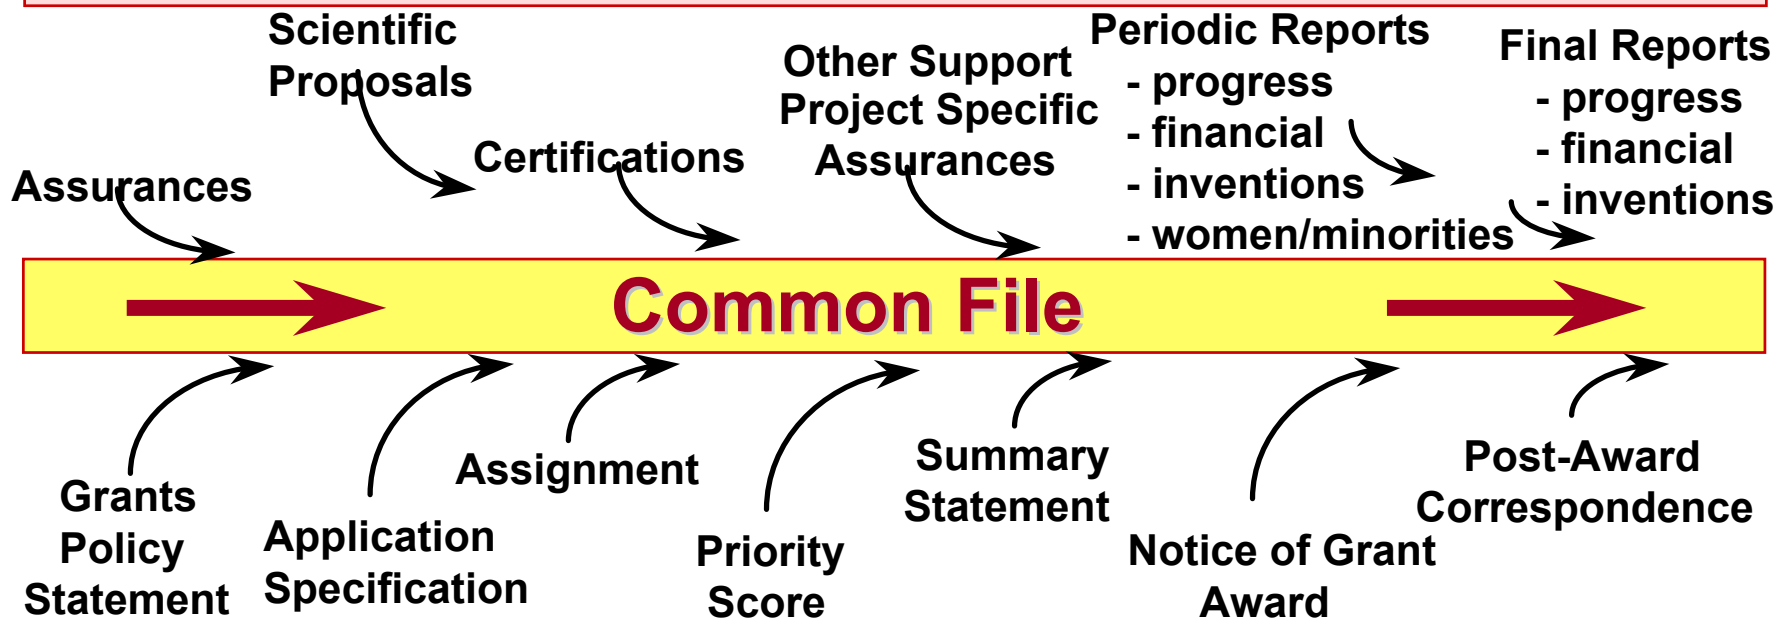 Scientific
Proposals
Periodic Reports
- progress
- financial
- inventions
- women/minorities
Final Reports
- progress
- financial
- inventions
Other Support
Project Specific
Assurances
Certifications
Assurances
Common File
Grants
Policy
Statement
Application
Specification
Assignment
Priority
Score
Summary
Statement
Notice of Grant
Award
Post-Award
Correspondence